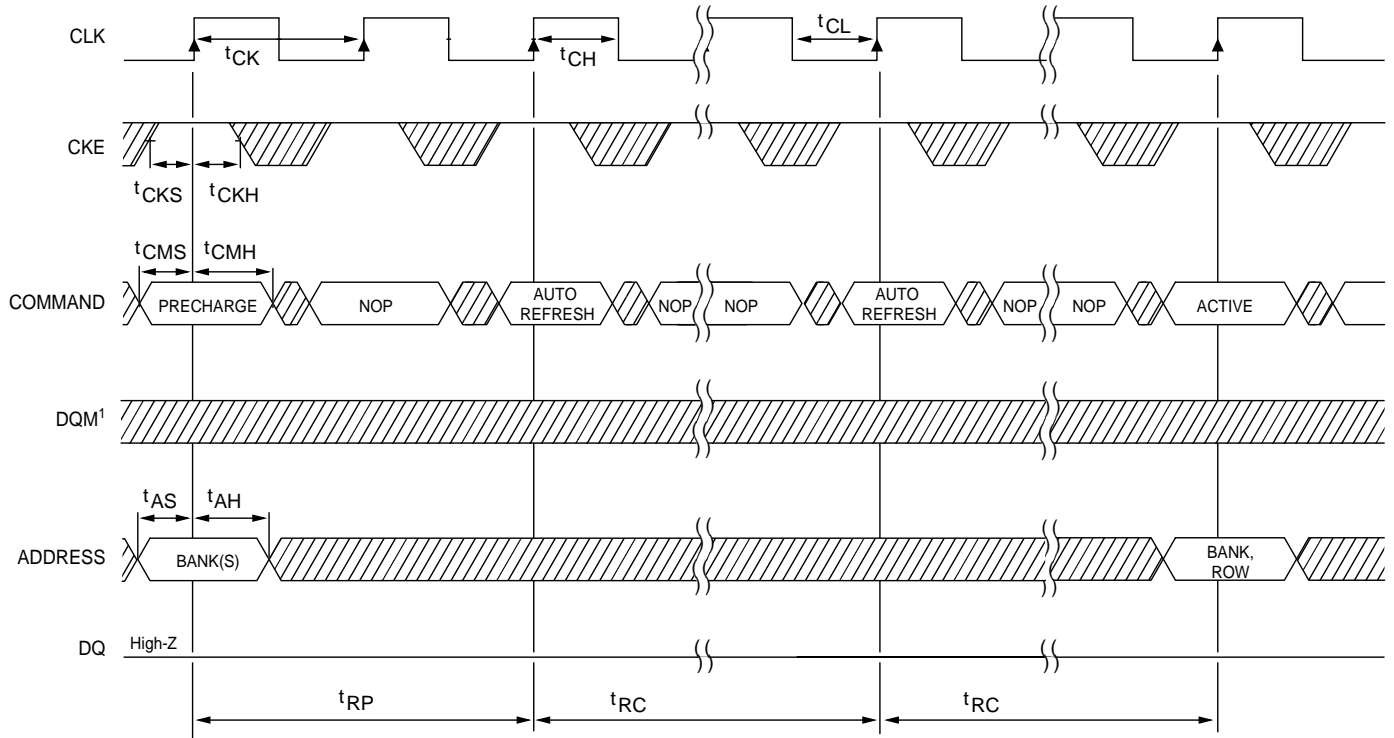 CLK
tCK
tCH
tCL
CKE
tCKS
tCKH
tCMS
tCMH
COMMAND
PRECHARGE
NOP
AUTO
REFRESH
NOP
NOP
AUTO
REFRESH
NOP
NOP
ACTIVE
DQM¹
tAS
tAH
ADDRESS
BANK(S)
BANK,
ROW
DQ
High-Z
tRP
tRC
tRC